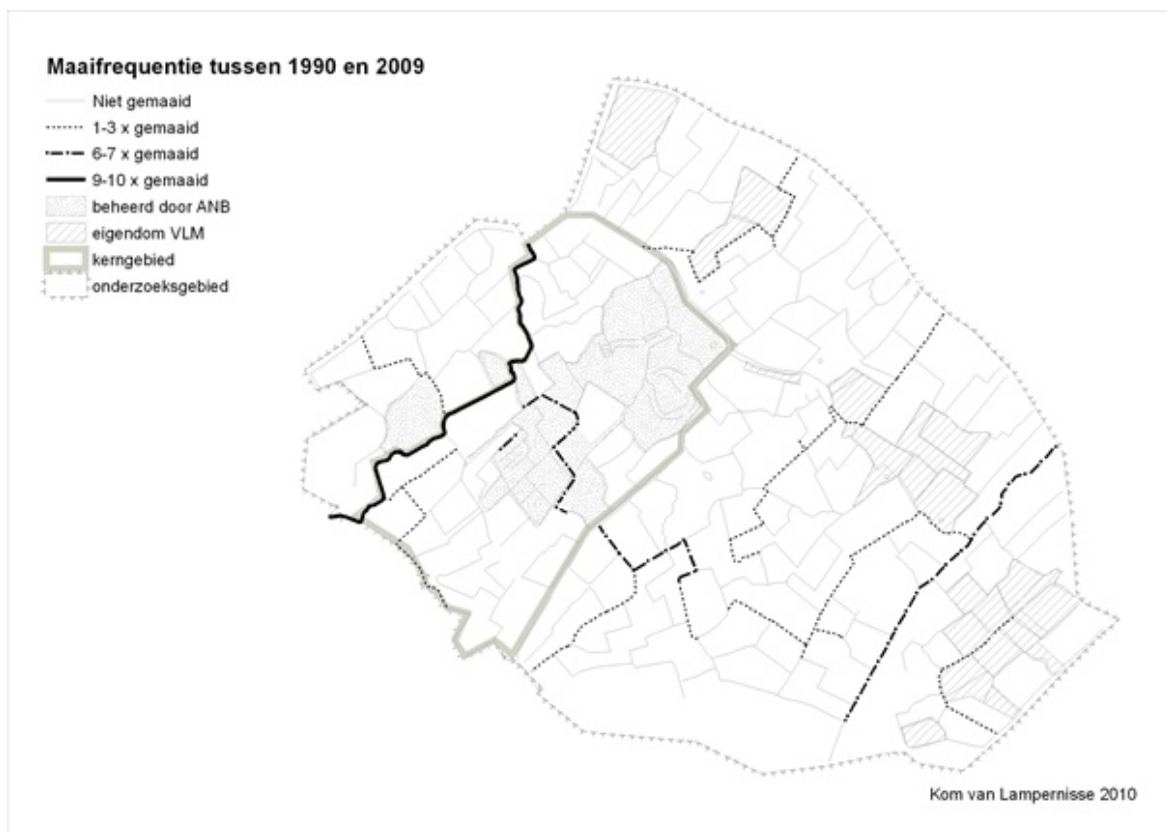 Maaifrequentie tussen 1990 en 2009
Niet gemaaid
1-3 x gemaaid
6-7 x gemaaid
9-10 x gemaaid
beheerd door ANB
eigendom VLM
kerngebied
onderzoeksgebied
Kom van Lampernisse 2010